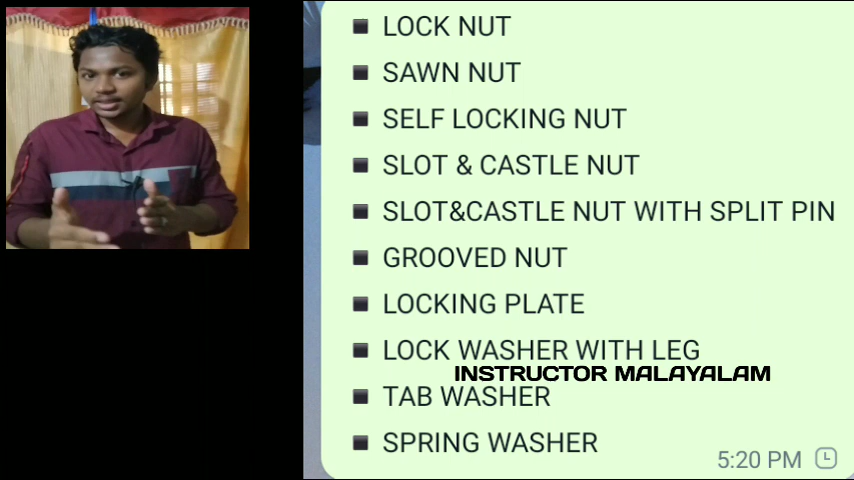 ▪ LOCK NUT
▪ SAWN NUT
▪ SELF LOCKING NUT
▪ SLOT & CASTLE NUT
▪ SLOT&CASTLE NUT WITH SPLIT PIN
▪ GROOVED NUT
▪ LOCKING PLATE
▪ LOCK WASHER WITH LEG
INSTRUCTOR MALAYALAM
▪ TAB WASHER
▪ SPRING WASHER
5:20 PM